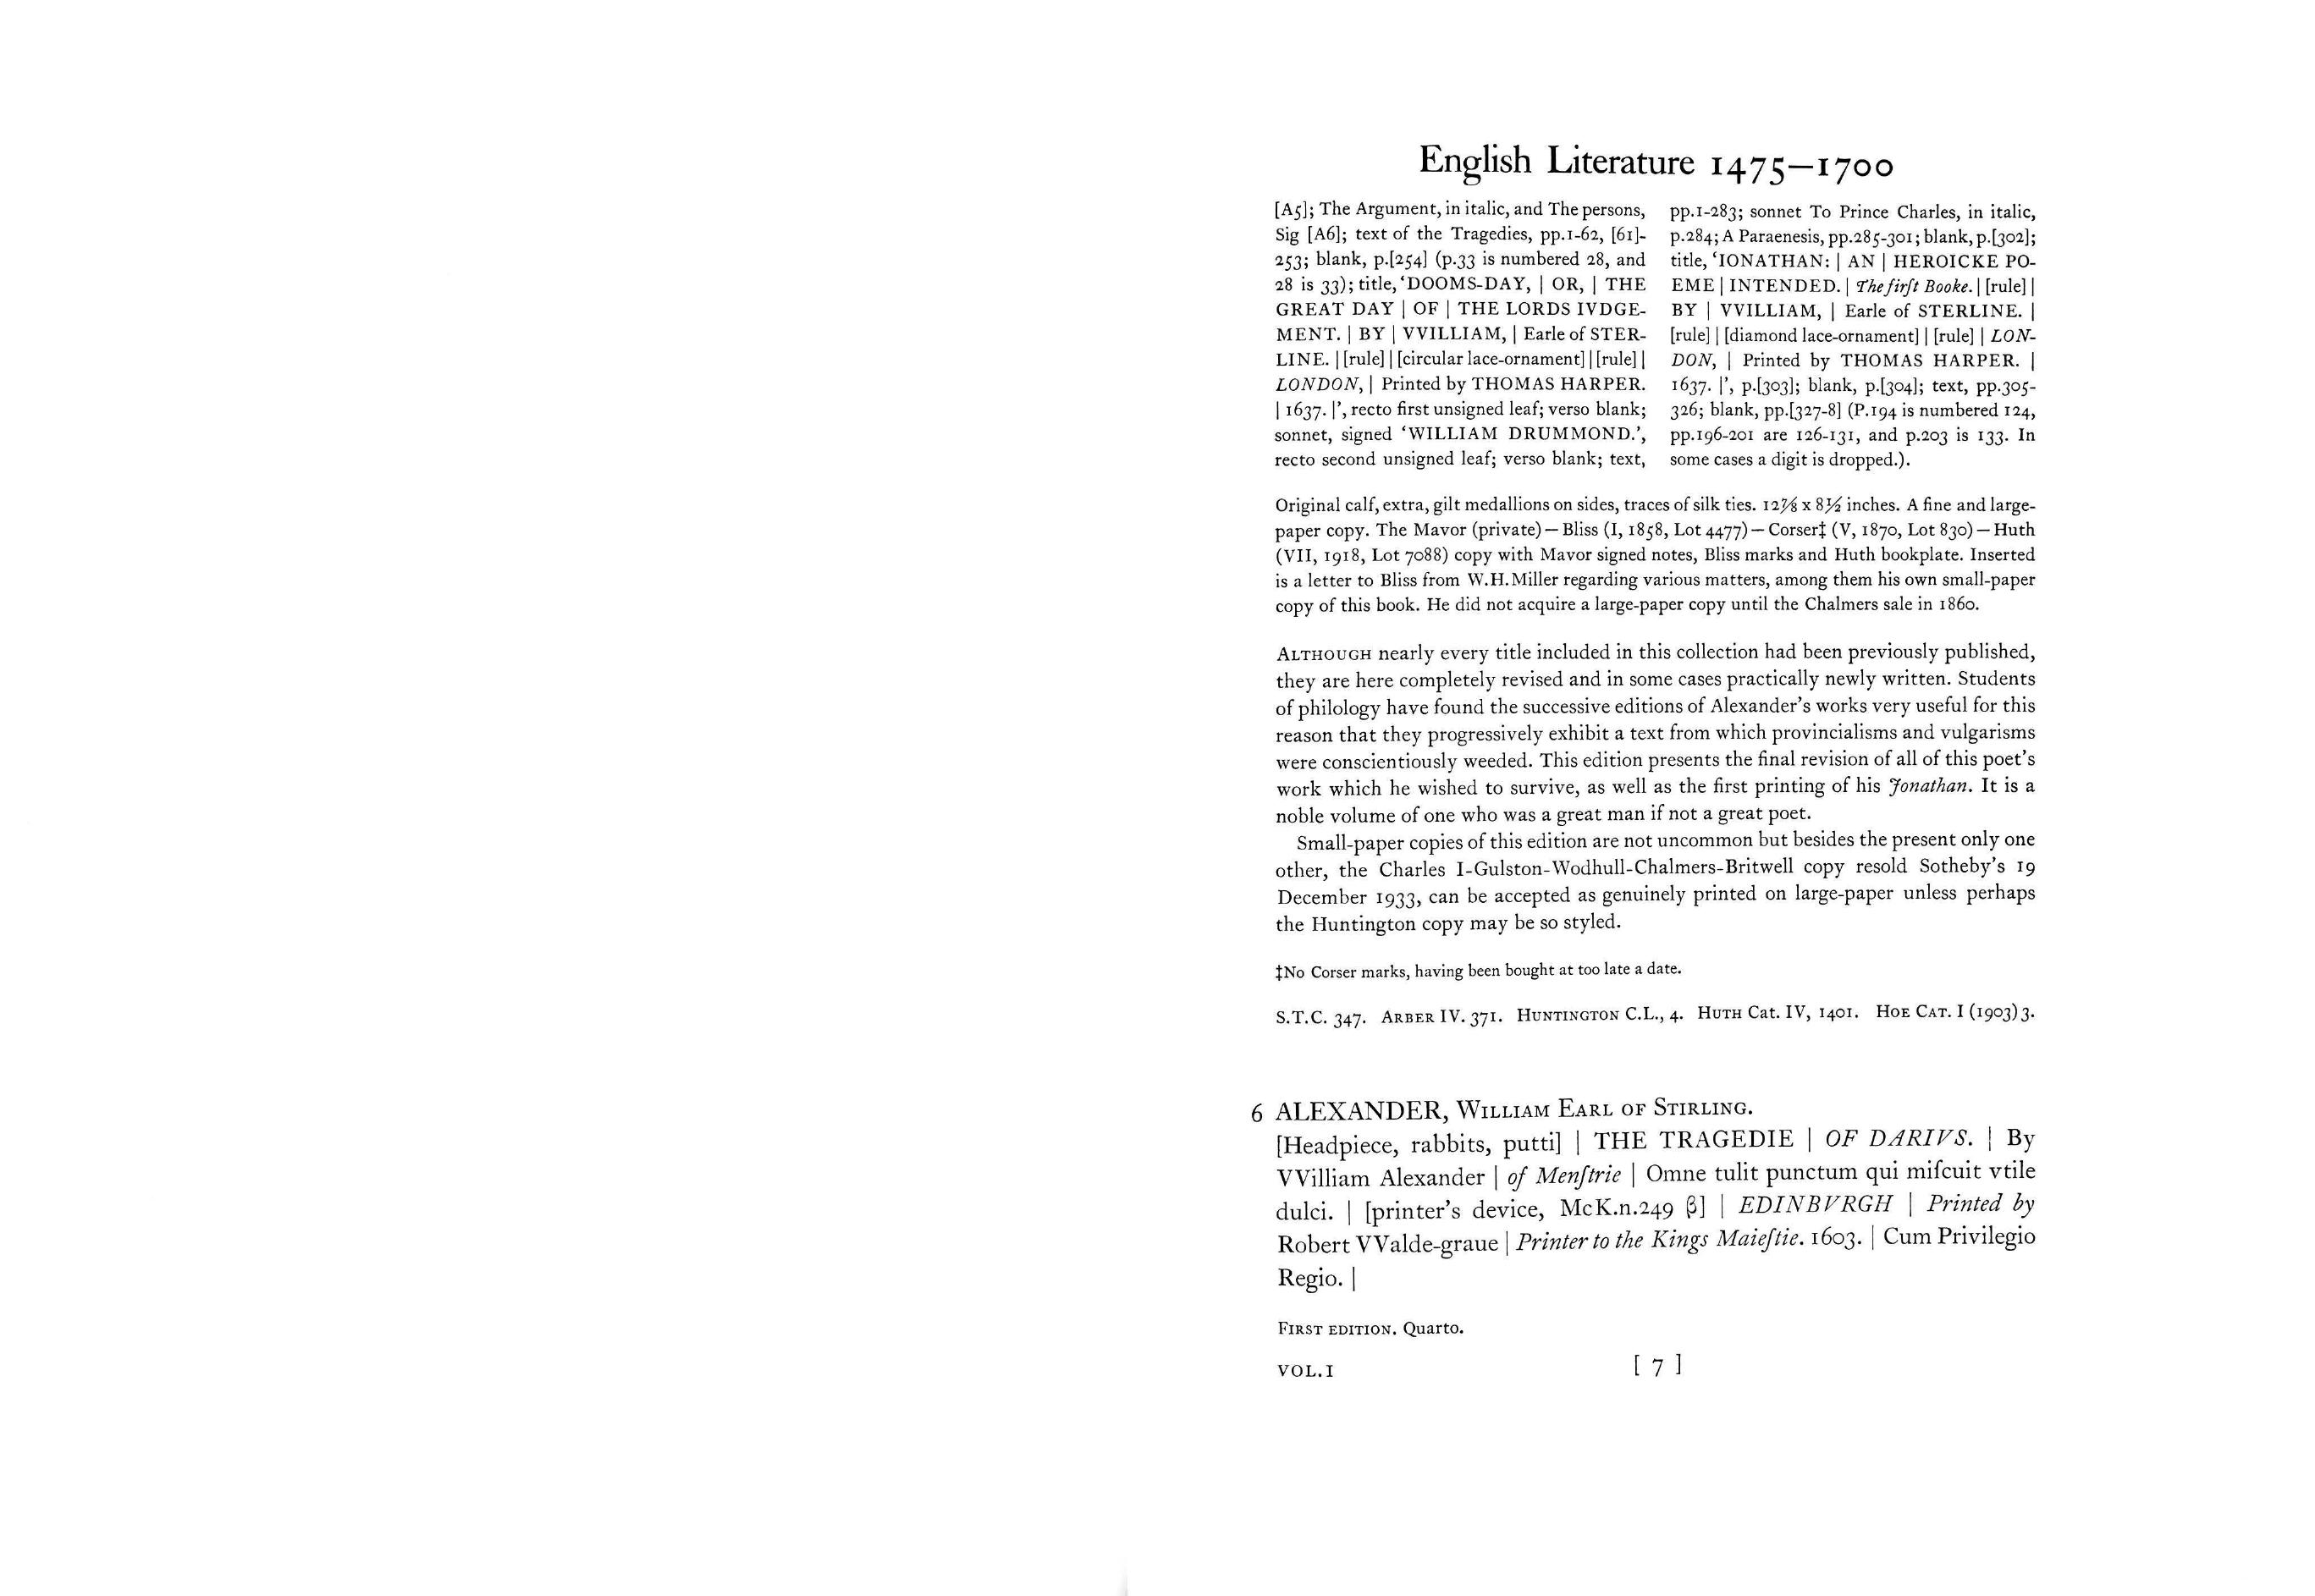 English Literature 1475—1700
[A5]; The Argument, in italic, and The persons,
Sig [A6]; text of the Tragedies, pp.1-62, [61]-
253; blank, p.[254] (p.33 is numbered 28, and
28 is 33); title, ‘DOOMS-DAY, | OR, | THE
GREAT DAY | OF | THE LORDS IVDGE-
MENT. | BY | VVILLIAM, | Earle of STER-
LINE. | [rule] | [circular lace-ornament] | [rule] |
LONDON, | Printed by THOMAS HARPER.
| 1637. |’, recto first unsigned leaf; verso blank;
sonnet, signed ‘WILLIAM DRUMMOND.’,
recto second unsigned leaf; verso blank; text,
pp.1-283; sonnet To Prince Charles, in italic,
p.284; A Paraenesis, pp.285-301; blank, p.[302];
title, ‘IONATHAN: | AN | HEROICKE PO-
EME | INTENDED. | The firſt Booke. | [rule] |
BY | VVILLIAM, | Earle of STERLINE. |
[rule] | [diamond lace-ornament] | [rule] | LON-
DON, | Printed by THOMAS HARPER. |
1637. |’, p.[303]; blank, p.[304]; text, pp.305-
326; blank, pp.[327-8] (P.194 is numbered 124,
pp.196-201 are 126-131, and p.203 is 133. In
some cases a digit is dropped.).
Original calf, extra, gilt medallions on sides, traces of silk ties. 12⅞ x 8½ inches. A fine and large-
paper copy. The Mavor (private) — Bliss (I, 1858, Lot 4477) — Corser‡ (V, 1870, Lot 830) — Huth
(VII, 1918, Lot 7088) copy with Mavor signed notes, Bliss marks and Huth bookplate. Inserted
is a letter to Bliss from W.H.Miller regarding various matters, among them his own small-paper
copy of this book. He did not acquire a large-paper copy until the Chalmers sale in 1860.
ALTHOUGH nearly every title included in this collection had been previously published,
they are here completely revised and in some cases practically newly written. Students
of philology have found the successive editions of Alexander’s works very useful for this
reason that they progressively exhibit a text from which provincialisms and vulgarisms
were conscientiously weeded. This edition presents the final revision of all of this poet’s
work which he wished to survive, as well as the first printing of his Jonathan. It is a
noble volume of one who was a great man if not a great poet.
Small-paper copies of this edition are not uncommon but besides the present only one
other, the Charles I-Gulston-Wodhull-Chalmers-Britwell copy resold Sotheby’s 19
December 1933, can be accepted as genuinely printed on large-paper unless perhaps
the Huntington copy may be so styled.
‡No Corser marks, having been bought at too late a date.
S.T.C. 347. ARBER IV. 371. HUNTINGTON C.L., 4. HUTH Cat. IV, 1401. HOE CAT. I (1903) 3.
6 ALEXANDER, WILLIAM EARL OF STIRLING.
[Headpiece, rabbits, putti] | THE TRAGEDIE | OF DARIVS. | By
VVilliam Alexander | of Menſtrie | Omne tulit punctum qui miſcuit vtile
dulci. | [printer’s device, McK.n.249 β] | EDINBVRGH | Printed by
Robert VValde-graue | Printer to the Kings Maieſtie. 1603. | Cum Privilegio
Regio. |
FIRST EDITION. Quarto.
VOL.I [ 7 ]